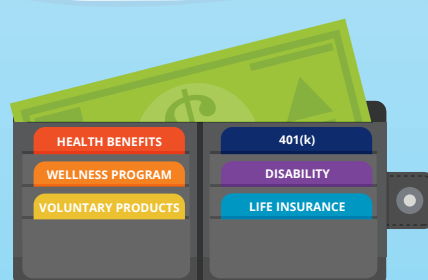 $
HEALTH BENEFITS
WELLNESS PROGRAM
VOLUNTARY PRODUCTS
401(k)
DISABILITY
LIFE INSURANCE